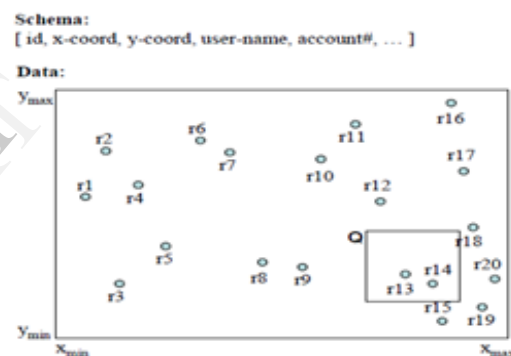 Schema:
[ id, x-coord, y-coord, user-name, account#, ... ]
Data:
ymax
r16
r6
r11
r2
r7
r17
r10
r1
r4
r12
Q
r18
r5
r14
r20
r8
r9
r13
r3
r15
r19
ymin
xmin
xmax